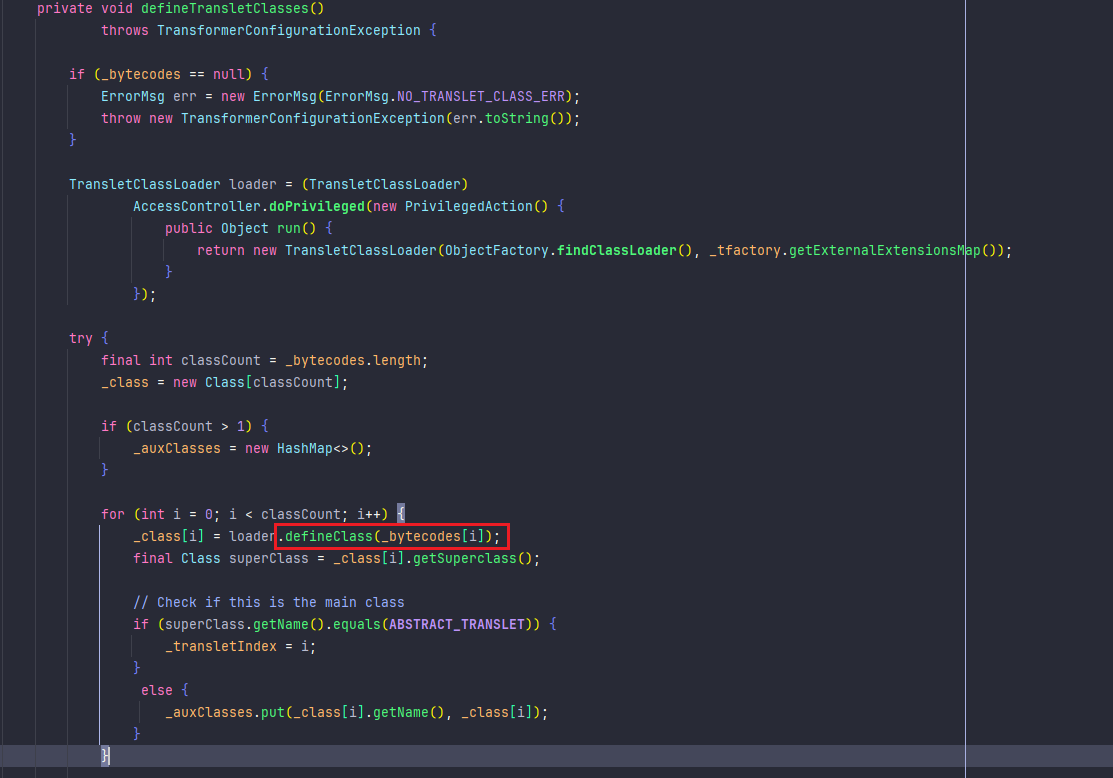 private void defineTransletClasses()
        throws TransformerConfigurationException {

    if (_bytecodes == null) {
        ErrorMsg err = new ErrorMsg(ErrorMsg.NO_TRANSLET_CLASS_ERR);
        throw new TransformerConfigurationException(err.toString());
    }

    TransletClassLoader loader = (TransletClassLoader)
            AccessController.doPrivileged(new PrivilegedAction() {
                public Object run() {
                    return new TransletClassLoader(ObjectFactory.findClassLoader(), _tfactory.getExternalExtensionsMap());
                }
            });

    try {
        final int classCount = _bytecodes.length;
        _class = new Class[classCount];

        if (classCount > 1) {
            _auxClasses = new HashMap<>();
        }

        for (int i = 0; i < classCount; i++) {
            _class[i] = loader.defineClass(_bytecodes[i]);
            final Class superClass = _class[i].getSuperclass();

            // Check if this is the main class
            if (superClass.getName().equals(ABSTRACT_TRANSLET)) {
                _transletIndex = i;
            }
             else {
                _auxClasses.put(_class[i].getName(), _class[i]);
            }
        }